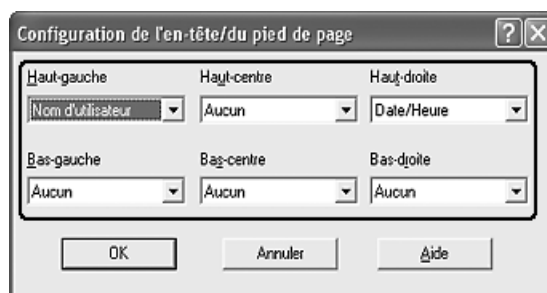 Configuration de l'en-tête/du pied de page
Haut-gauche Haut-centre Haut-droite
Nom d'utilisateur Aucun Date/Heure
Bas-gauche Bas-centre Bas-droite
Aucun Aucun Aucun
OK Annuler Aide